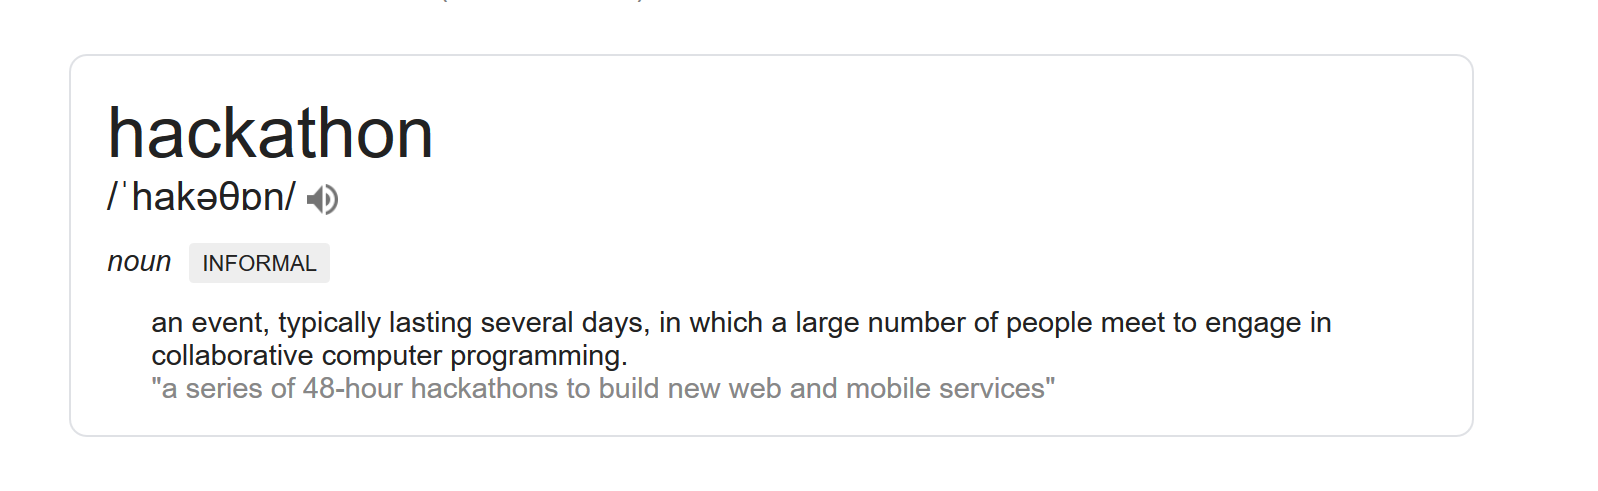 hackathon
/ˈhakəθɒn/
noun INFORMAL
an event, typically lasting several days, in which a large number of people meet to engage in
collaborative computer programming.
"a series of 48-hour hackathons to build new web and mobile services"